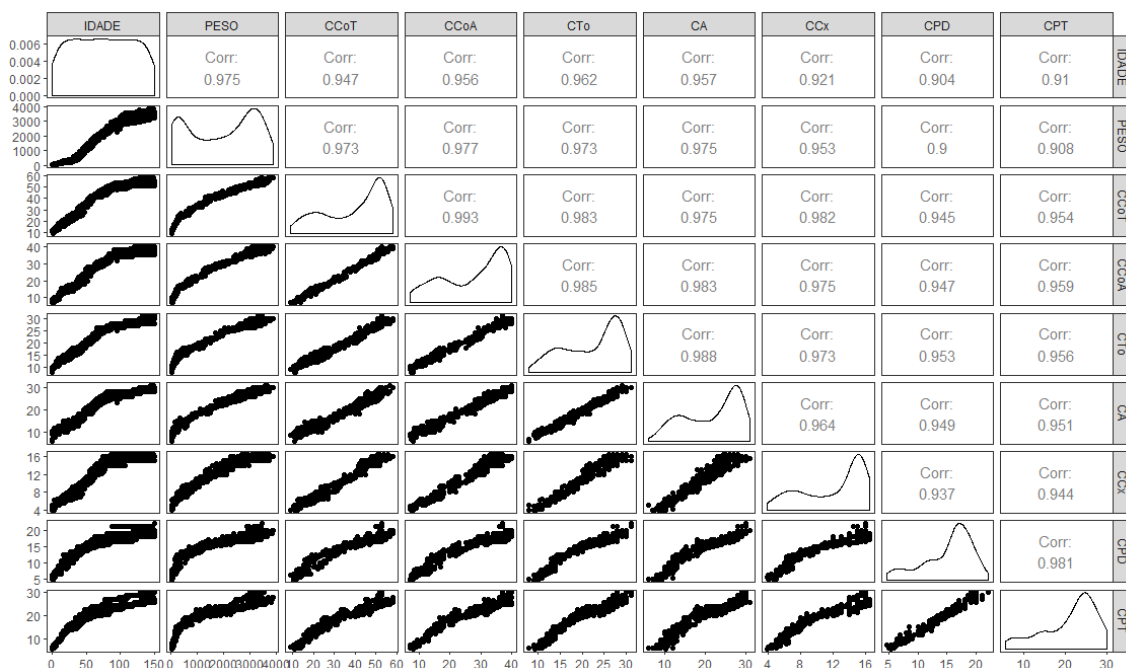 IDADE PESO CCoT CCoA CTo CA CCx CPD CPT
0.006
0.004
0.002
0.000
Corr: Corr: Corr: Corr: Corr: Corr: Corr: Corr:
0.975 0.947 0.956 0.962 0.957 0.921 0.904 0.91
IDADE
4000
3000
2000
1000
0
Corr: Corr: Corr: Corr: Corr: Corr: Corr:
0.973 0.977 0.973 0.975 0.953 0.9 0.908
PESO
60
50
40
30
20
10
Corr: Corr: Corr: Corr: Corr: Corr:
0.993 0.983 0.975 0.982 0.945 0.954
CCoT
40
30
20
10
Corr: Corr: Corr: Corr: Corr:
0.985 0.983 0.975 0.947 0.959
CCoA
30
25
20
15
10
Corr: Corr: Corr: Corr:
0.988 0.973 0.953 0.956
CTo
30
20
10
Corr: Corr: Corr:
0.964 0.949 0.951
CA
16
12
8
4
Corr: Corr:
0.937 0.944
CCx
20
15
10
5
Corr:
0.981
CPD
30
20
10
CPT
0 50 100 150 0 1000 2000 3000 4000 10 20 30 40 50 60 10 20 30 40 10 15 20 25 30 10 20 30 4 8 12 16 5 10 15 20 10 20 30